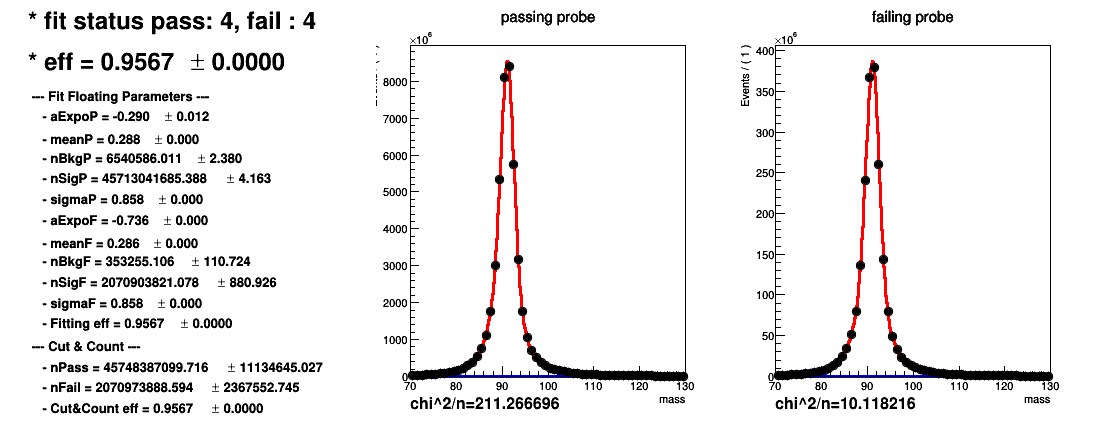 * fit status pass: 4, fail : 4
* eff = 0.9567 ± 0.0000
--- Fit Floating Parameters ---
- aExpoP = -0.290 ± 0.012
- meanP = 0.288 ± 0.000
- nBkgP = 6540586.011 ± 2.380
- nSigP = 45713041685.388 ± 4.163
- sigmaP = 0.858 ± 0.000
- aExpoF = -0.736 ± 0.000
- meanF = 0.286 ± 0.000
- nBkgF = 353255.106 ± 110.724
- nSigF = 2070903821.078 ± 880.926
- sigmaF = 0.858 ± 0.000
- Fitting eff = 0.9567 ± 0.0000
--- Cut & Count ---
- nPass = 45748387099.716 ± 11134645.027
- nFail = 2070973888.594 ± 2367552.745
- Cut&Count eff = 0.9567 ± 0.0000
passing probe
×10⁶
8000
7000
6000
5000
4000
3000
2000
1000
0
70 80 90 100 110 120 130
mass
chi^2/n=211.266696
failing probe
×10⁶
Events / ( 1 )
400
350
300
250
200
150
100
50
0
70 80 90 100 110 120 130
mass
chi^2/n=10.118216